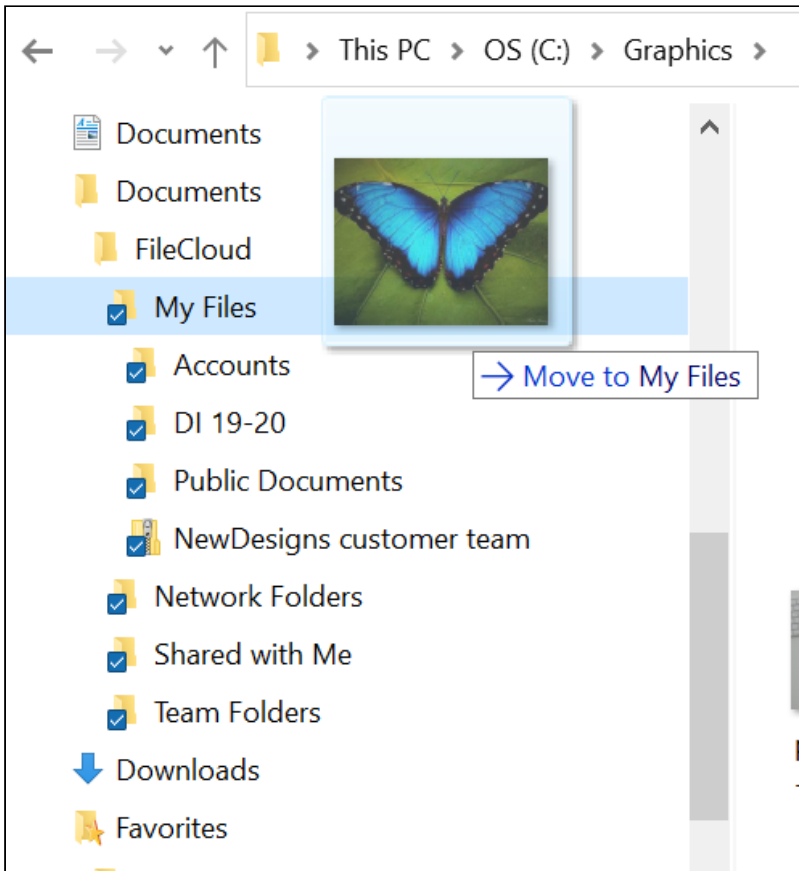 This PC > OS (C:) > Graphics >
Documents
Documents
FileCloud
My Files
Accounts
→ Move to My Files
DI 19-20
Public Documents
NewDesigns customer team
Network Folders
Shared with Me
Team Folders
Downloads
Favorites